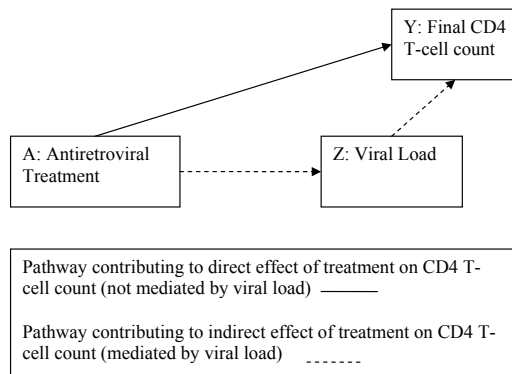 Y: Final CD4
T-cell count
A: Antiretroviral
Treatment
Z: Viral Load
Pathway contributing to direct effect of treatment on CD4 T-
cell count (not mediated by viral load)
Pathway contributing to indirect effect of treatment on CD4 T-
cell count (mediated by viral load)